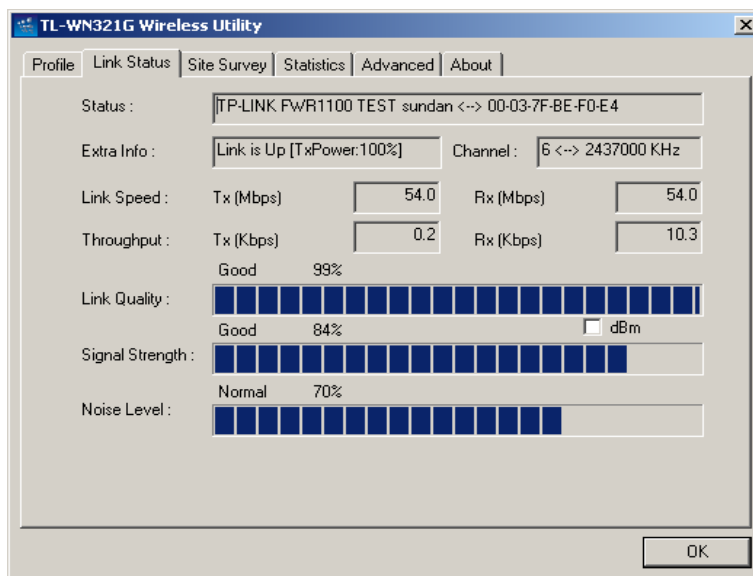 TL-WN321G Wireless Utility
Profile Link Status Site Survey Statistics Advanced About
Status : TP-LINK FWR1100 TEST sundan <--> 00-03-7F-BE-F0-E4
Extra Info : Link is Up [TxPower:100%] Channel : 6 <--> 2437000 KHz
Link Speed : Tx (Mbps) 54.0 Rx (Mbps) 54.0
Throughput : Tx (Kbps) 0.2 Rx (Kbps) 10.3
Good 99%
Link Quality :
Good 84% dBm
Signal Strength :
Normal 70%
Noise Level :
OK